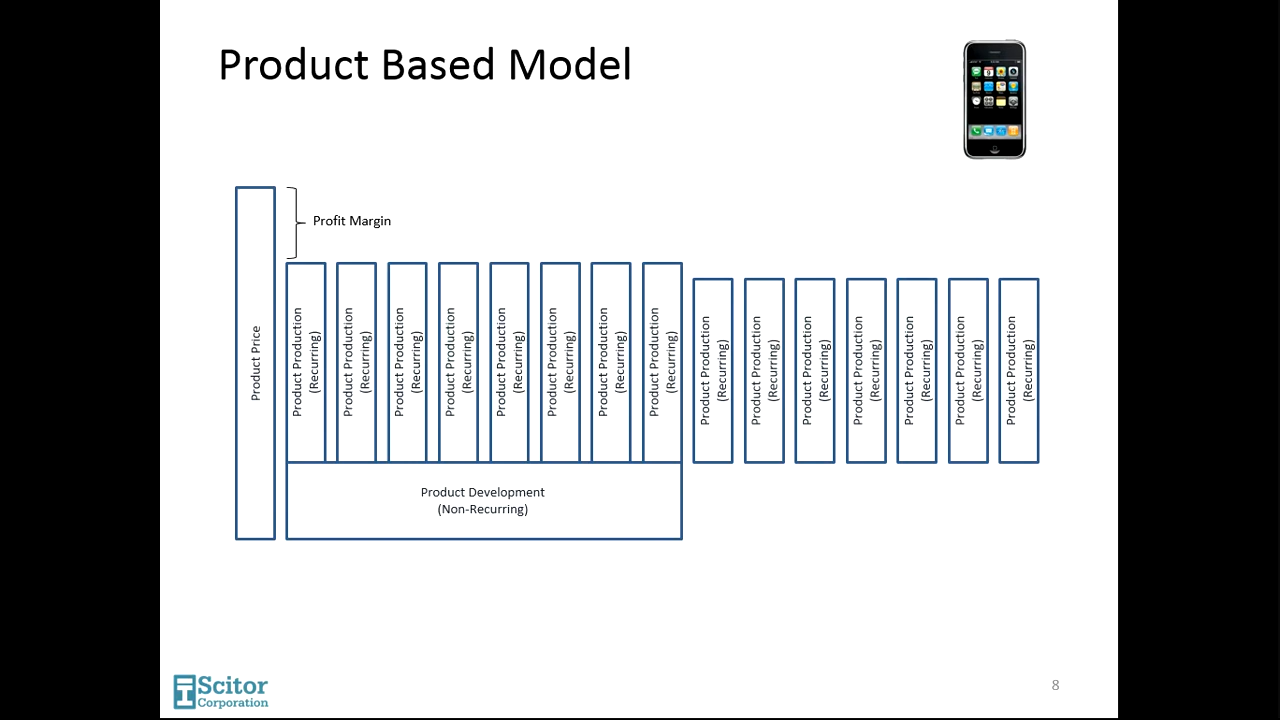 Product Based Model
Profit Margin
Product Price
Product Production
(Recurring)
Product Production
(Recurring)
Product Production
(Recurring)
Product Production
(Recurring)
Product Production
(Recurring)
Product Production
(Recurring)
Product Production
(Recurring)
Product Production
(Recurring)
Product Production
(Recurring)
Product Production
(Recurring)
Product Production
(Recurring)
Product Production
(Recurring)
Product Production
(Recurring)
Product Production
(Recurring)
Product Production
(Recurring)
Product Development
(Non-Recurring)
Scitor
Corporation
8